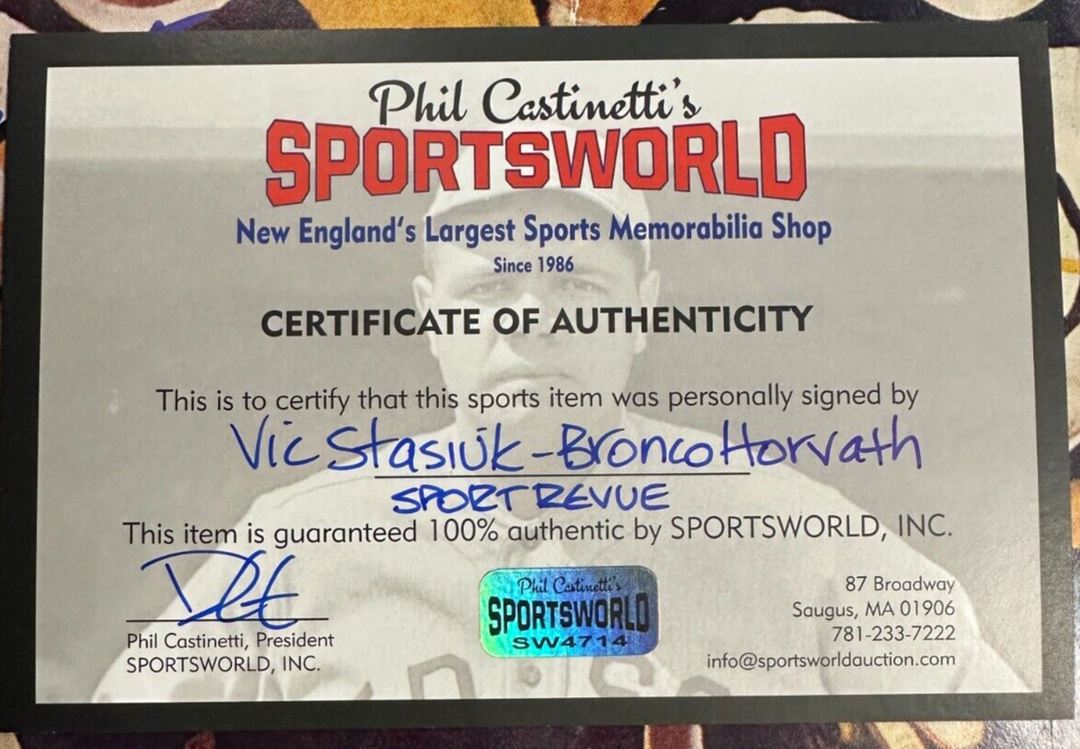 Phil Castinetti's
SPORTSWORLD
New England's Largest Sports Memorabilia Shop
Since 1986
CERTIFICATE OF AUTHENTICITY
This is to certify that this sports item was personally signed by
Vic Stasiuk - Bronco Horvath
SPORT REVUE
This item is guaranteed 100% authentic by SPORTSWORLD, INC.
Phil Castinetti, President
SPORTSWORLD, INC.
Phil Castinetti's
SPORTSWORLD
SW4714
87 Broadway
Saugus, MA 01906
781-233-7222
info@sportsworldauction.com